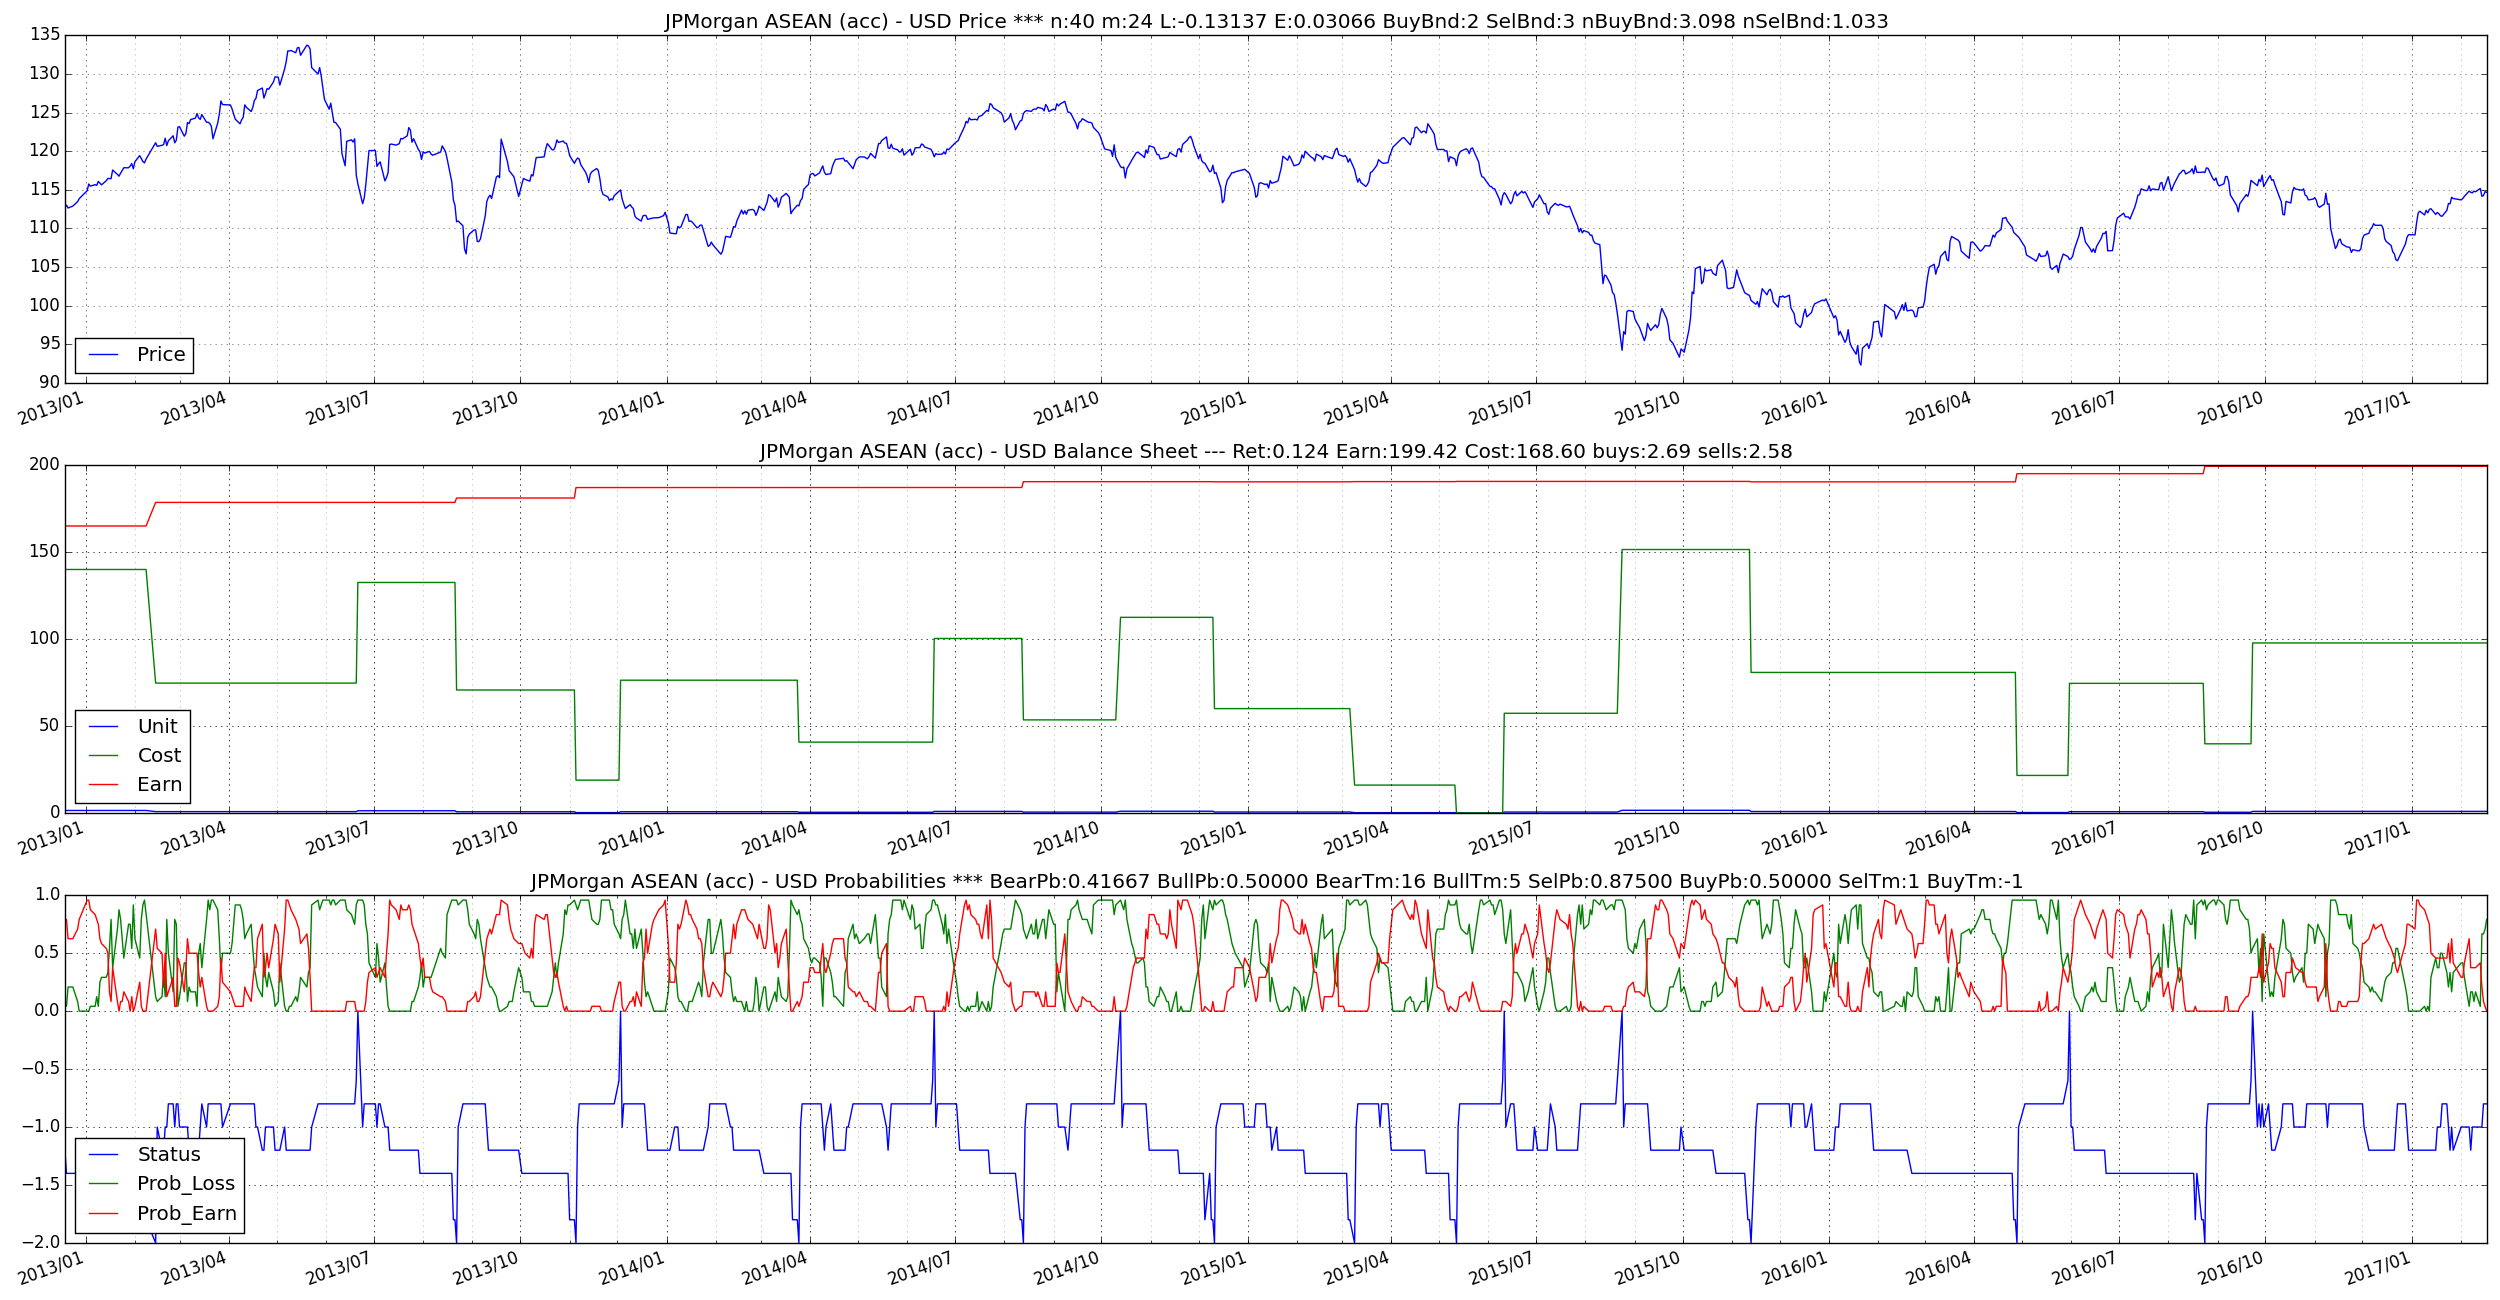 JPMorgan ASEAN (acc) - USD Price *** n:40 m:24 L:-0.13137 E:0.03066 BuyBnd:2 SelBnd:3 nBuyBnd:3.098 nSelBnd:1.033
135
130
125
120
115
110
105
100
95
90
Price
2013/01 2013/04 2013/07 2013/10 2014/01 2014/04 2014/07 2014/10 2015/01 2015/04 2015/07 2015/10 2016/01 2016/04 2016/07 2016/10 2017/01
JPMorgan ASEAN (acc) - USD Balance Sheet --- Ret:0.124 Earn:199.42 Cost:168.60 buys:2.69 sells:2.58
200
150
100
50
0
Unit
Cost
Earn
2013/01 2013/04 2013/07 2013/10 2014/01 2014/04 2014/07 2014/10 2015/01 2015/04 2015/07 2015/10 2016/01 2016/04 2016/07 2016/10 2017/01
JPMorgan ASEAN (acc) - USD Probabilities *** BearPb:0.41667 BullPb:0.50000 BearTm:16 BullTm:5 SelPb:0.87500 BuyPb:0.50000 SelTm:1 BuyTm:-1
1.0
0.5
0.0
−0.5
−1.0
−1.5
−2.0
Status
Prob_Loss
Prob_Earn
2013/01 2013/04 2013/07 2013/10 2014/01 2014/04 2014/07 2014/10 2015/01 2015/04 2015/07 2015/10 2016/01 2016/04 2016/07 2016/10 2017/01